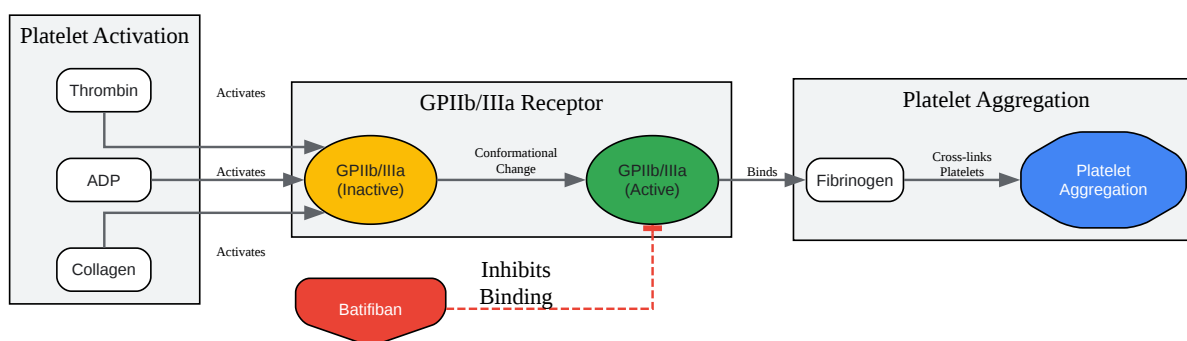 Platelet Activation
Thrombin
ADP
Collagen
Activates
Activates
Activates
GPIIb/IIIa Receptor
GPIIb/IIIa
(Inactive)
Conformational
Change
GPIIb/IIIa
(Active)
Binds
Platelet Aggregation
Fibrinogen
Cross-links
Platelets
Platelet
Aggregation
Batifiban
Inhibits
Binding